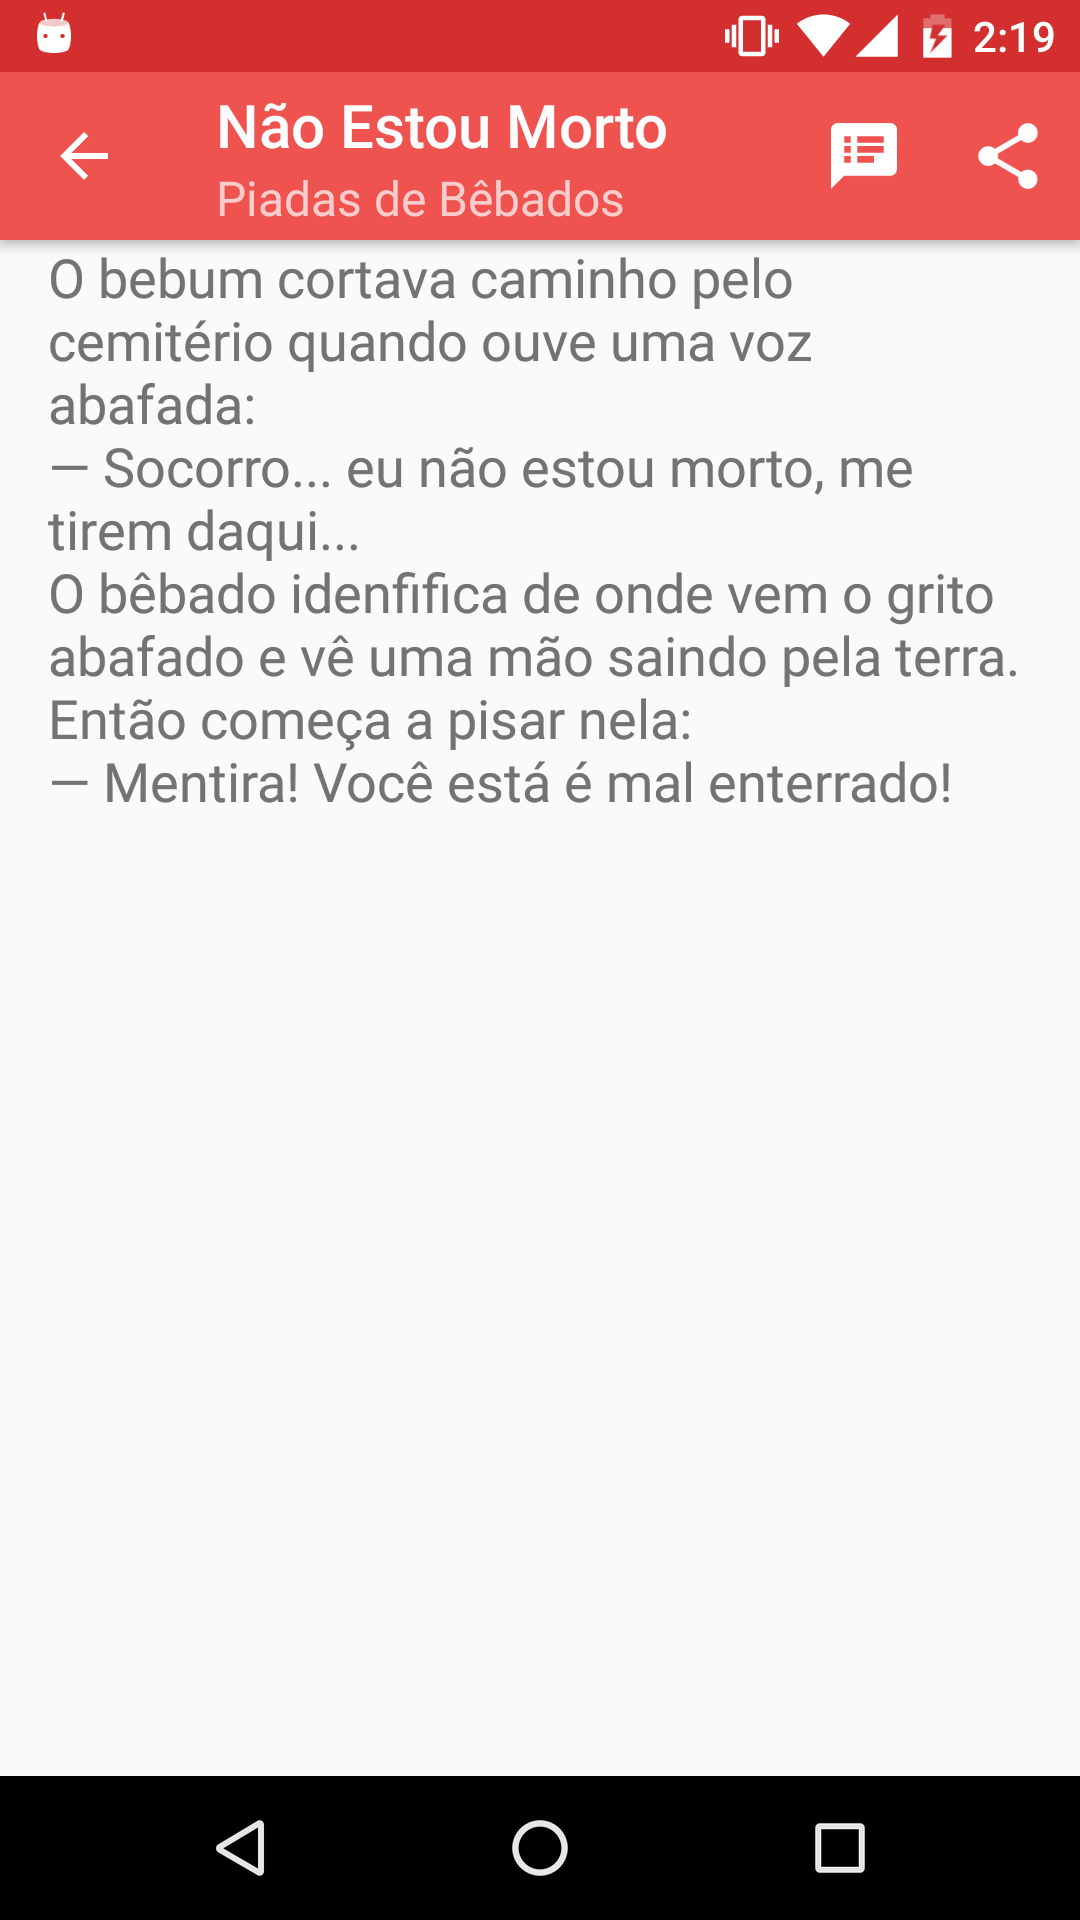 2:19
Não Estou Morto
Piadas de Bêbados
O bebum cortava caminho pelo
cemitério quando ouve uma voz
abafada:
— Socorro... eu não estou morto, me
tirem daqui...
O bêbado idenfifica de onde vem o grito
abafado e vê uma mão saindo pela terra.
Então começa a pisar nela:
— Mentira! Você está é mal enterrado!